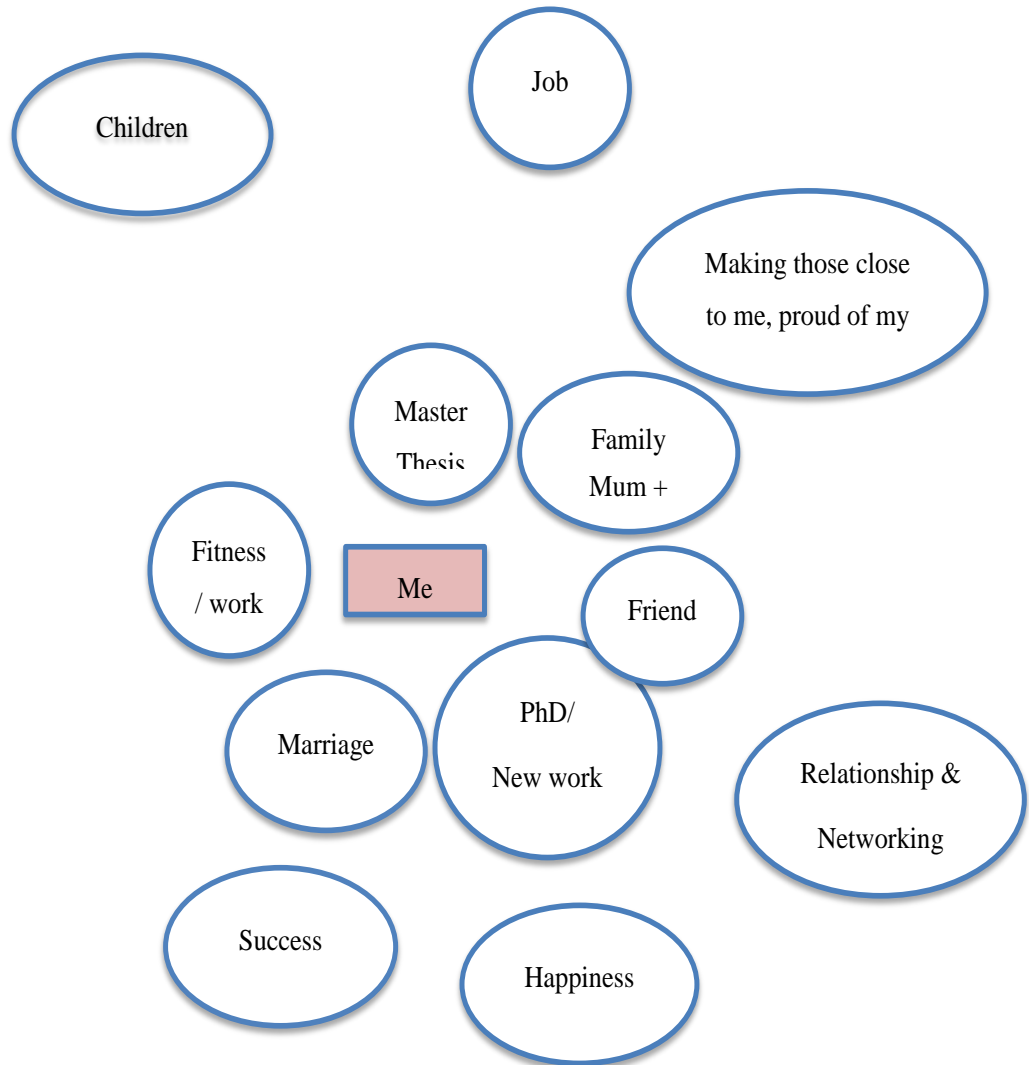 Job
Children
Making those close
to me, proud of my
Master
Thesis
Family
Mum +
Fitness
/ work
Me
Friend
PhD/
New work
Marriage
Relationship &
Networking
Success
Happiness